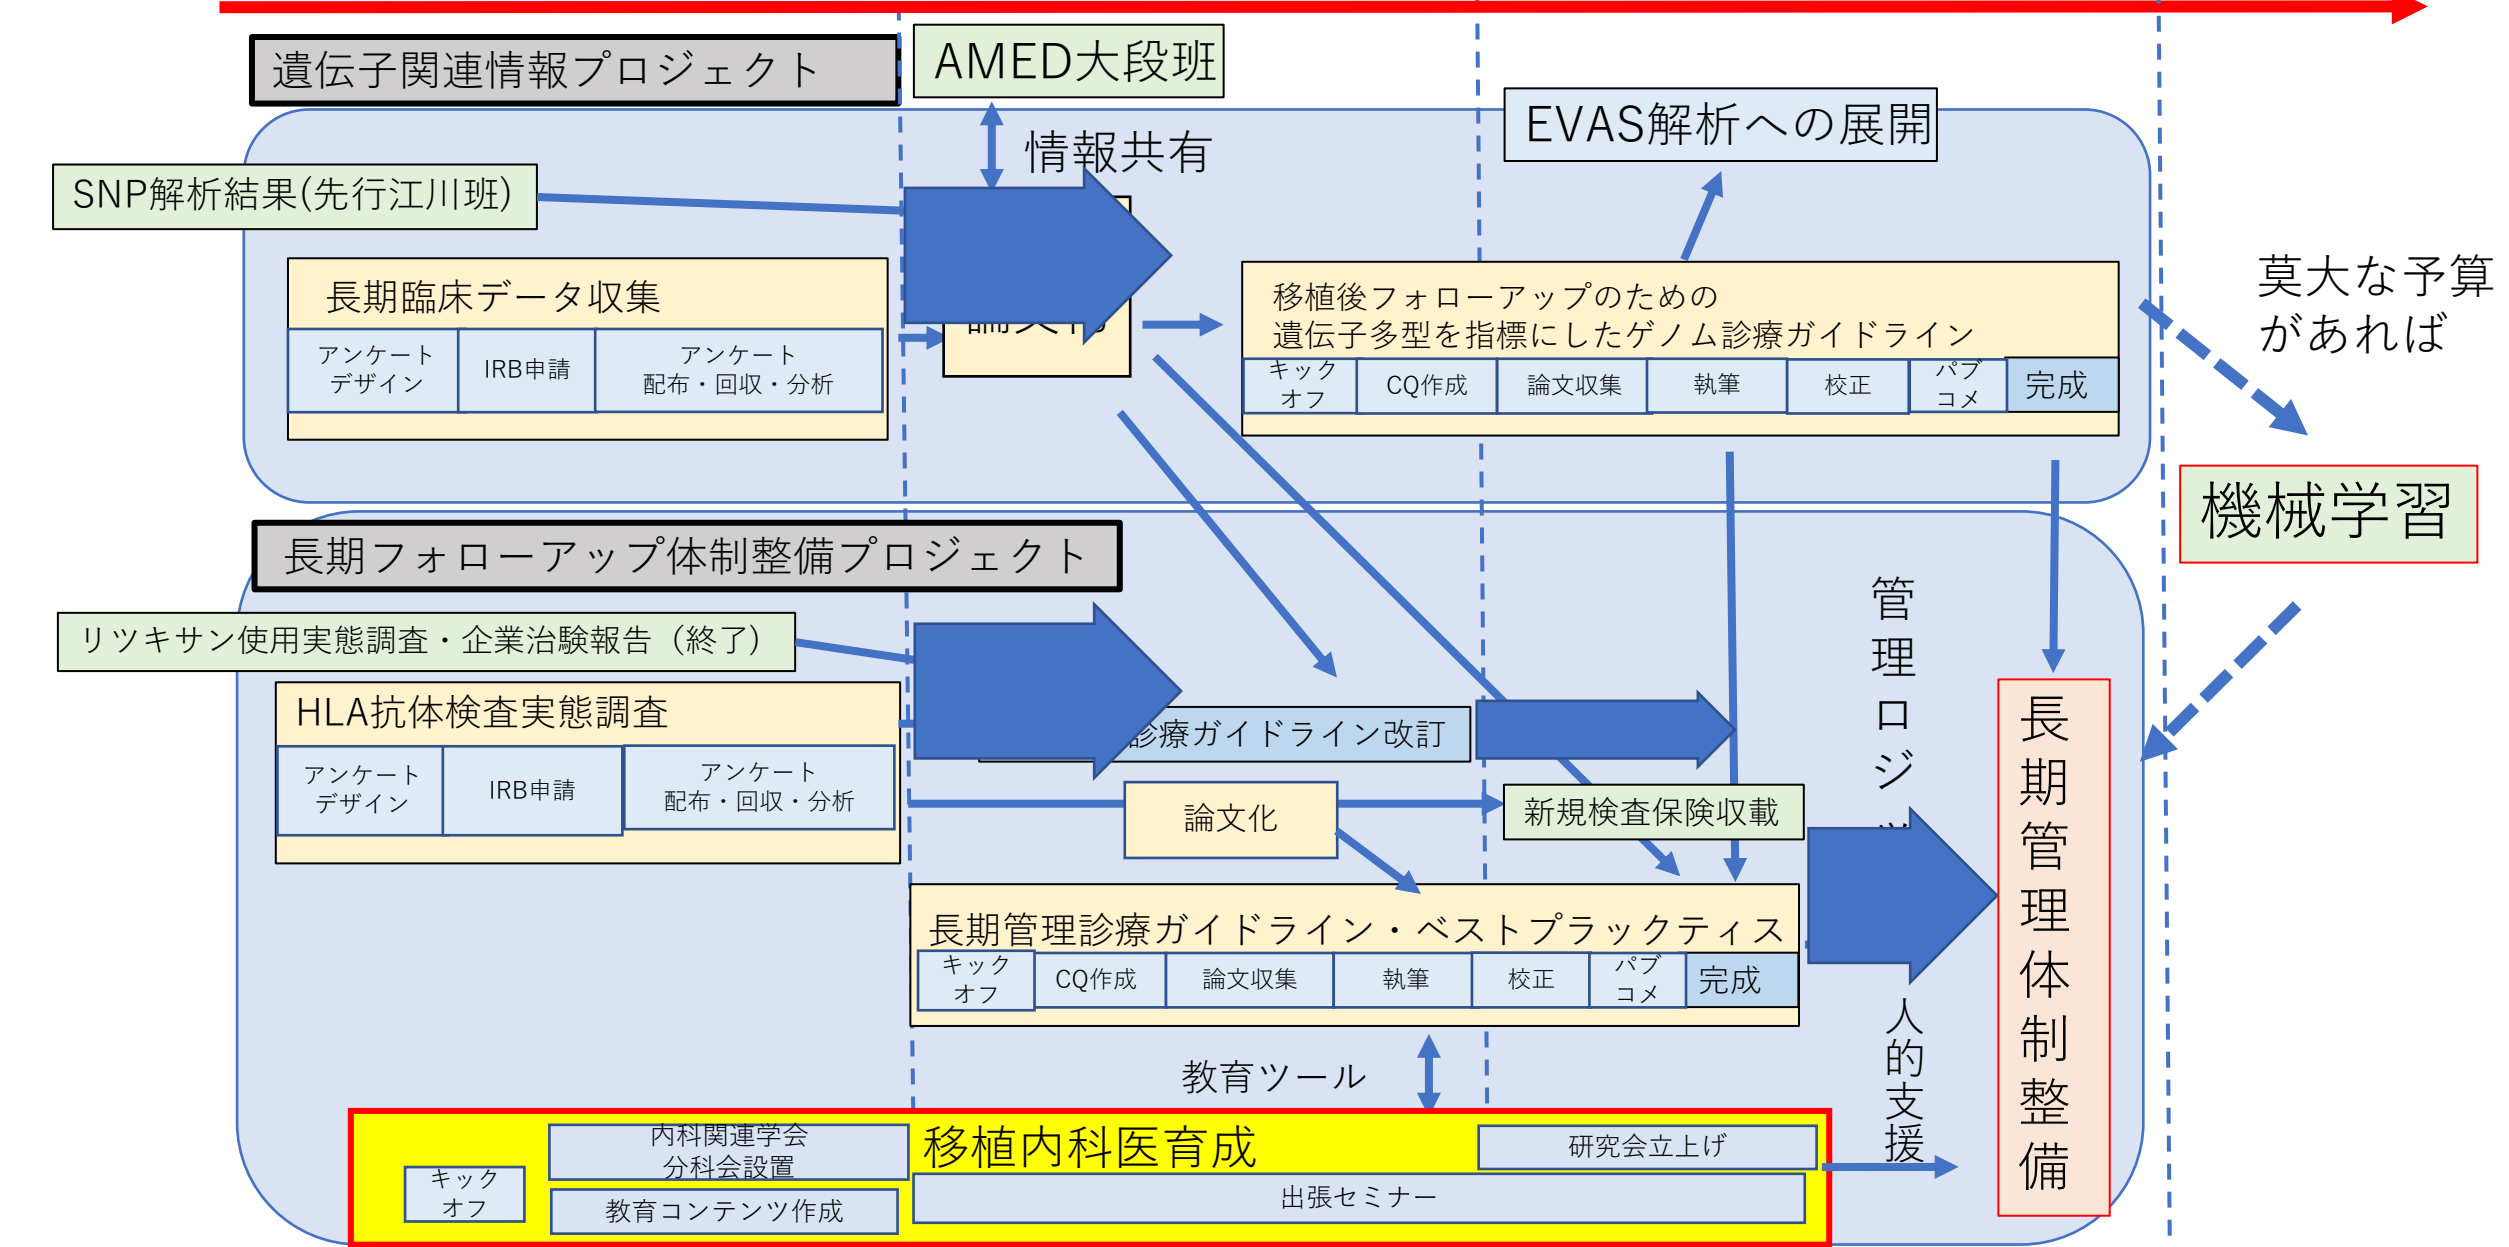 遺伝子関連情報プロジェクト
AMED大段班
情報共有
EVAS解析への展開
SNP解析結果(先行江川班)
長期臨床データ収集
アンケート
デザイン
IRB申請
アンケート
配布・回収・分析
移植後フォローアップのための
遺伝子多型を指標にしたゲノム診療ガイドライン
キック
オフ
CQ作成
論文収集
執筆
校正
パブ
コメ
完成
莫大な予算
があれば
機械学習
長期フォローアップ体制整備プロジェクト
リツキサン使用実態調査・企業治験報告（終了）
HLA抗体検査実態調査
アンケート
デザイン
IRB申請
アンケート
配布・回収・分析
診療ガイドライン改訂
論文化
新規検査保険収載
管理ロジ
長期管理診療ガイドライン・ベストプラックティス
キック
オフ
CQ作成
論文収集
執筆
校正
パブ
コメ
完成
長期管理体制整備
教育ツール
人的支援
移植内科医育成
内科関連学会
分科会設置
研究会立上げ
キック
オフ
教育コンテンツ作成
出張セミナー